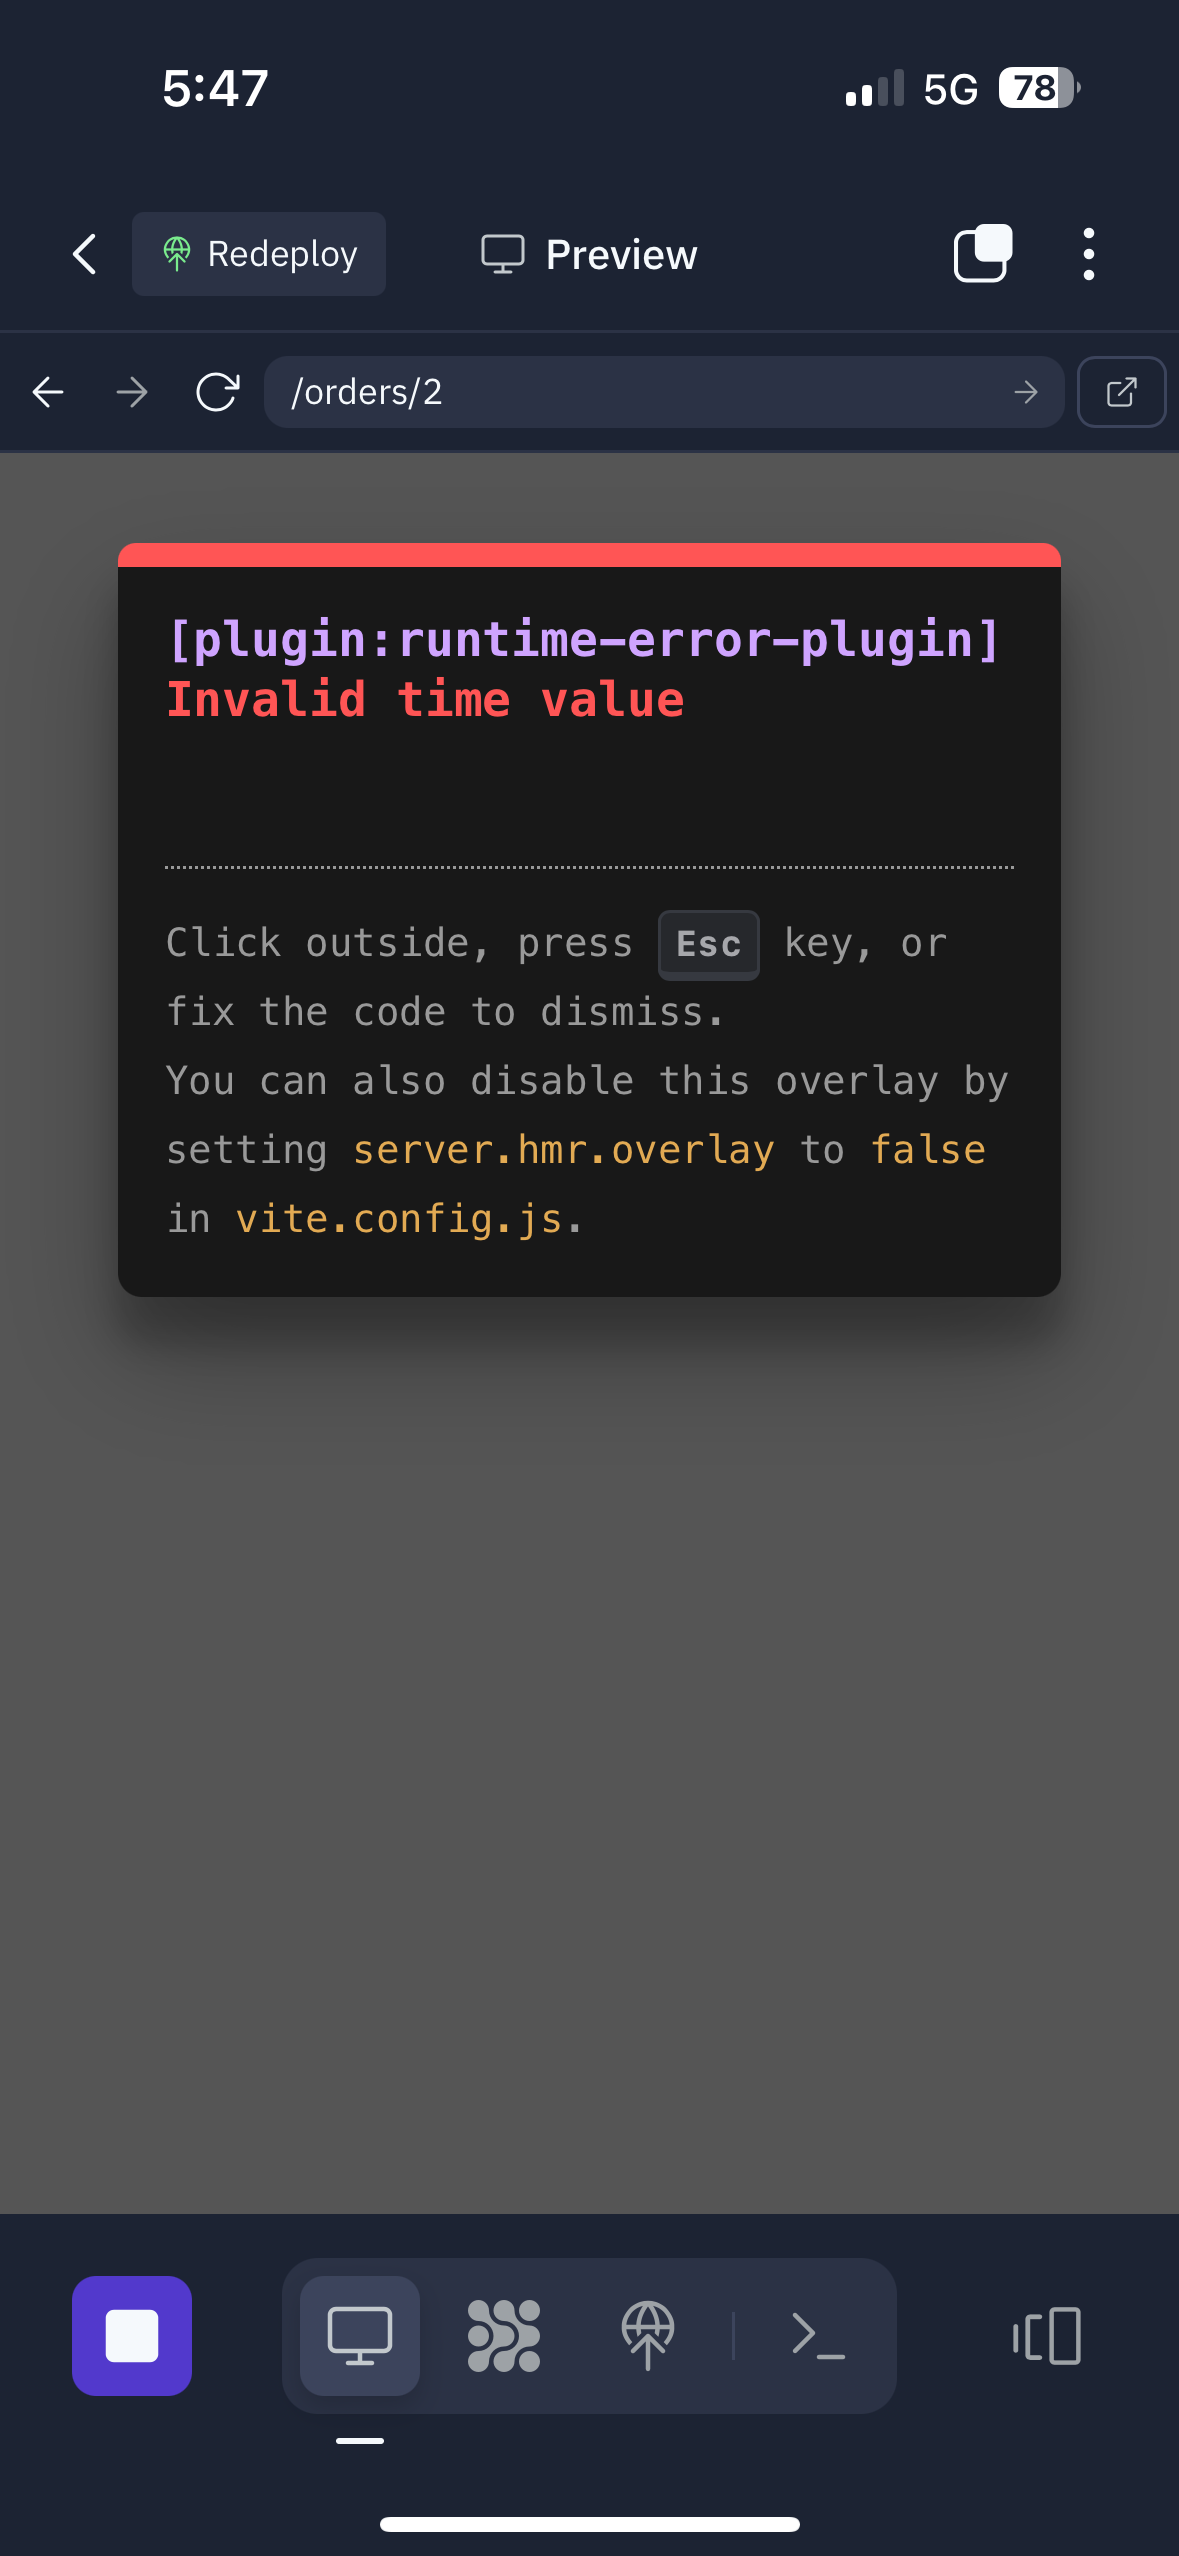 5:47
5G 78
Redeploy
Preview
/orders/2
[plugin:runtime-error-plugin]
Invalid time value
Click outside, press Esc key, or
fix the code to dismiss.
You can also disable this overlay by
setting server.hmr.overlay to false
in vite.config.js.